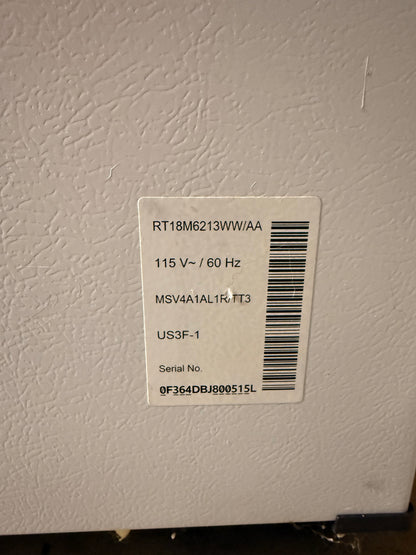 RT18M6213WW/AA
115 V~ / 60 Hz
MSV4A1AL1R/TT3
US3F-1
Serial No.
0F364DBJ800515L